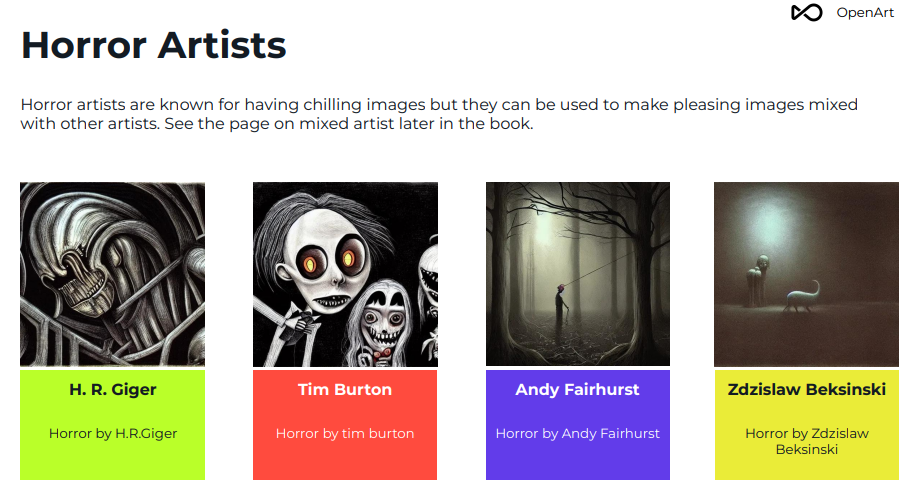 OpenArt
Horror Artists
Horror artists are known for having chilling images but they can be used to make pleasing images mixed
with other artists. See the page on mixed artist later in the book.
H. R. Giger
Horror by H.R.Giger
Tim Burton
Horror by tim burton
Andy Fairhurst
Horror by Andy Fairhurst
Zdzislaw Beksinski
Horror by Zdzislaw
Beksinski